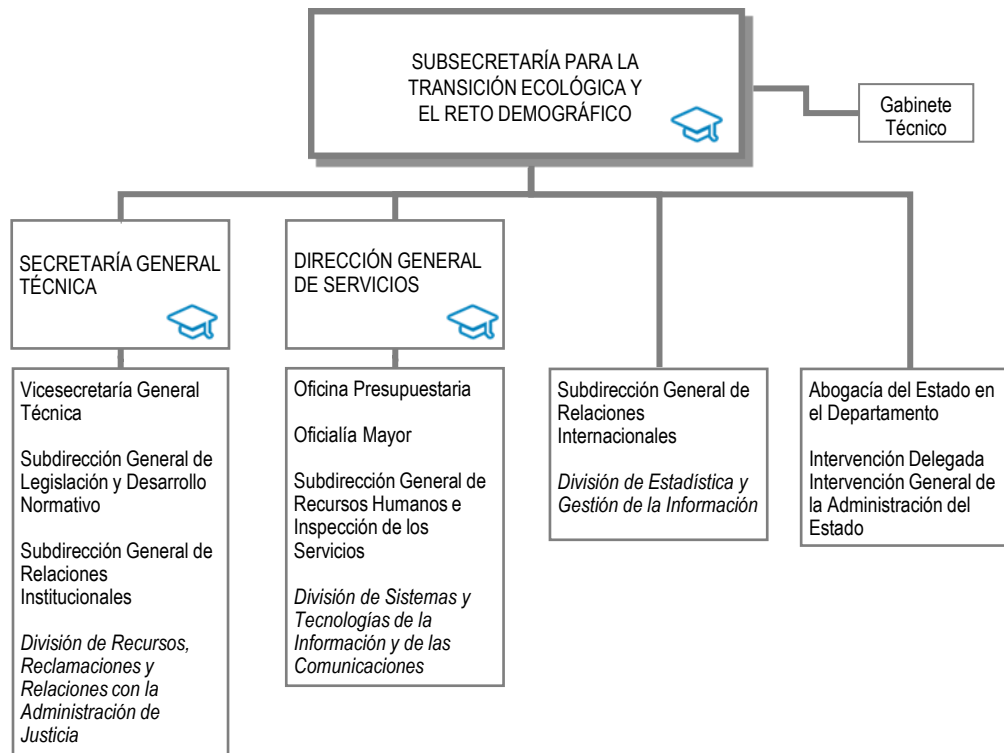 SUBSECRETARÍA PARA LA
TRANSICIÓN ECOLÓGICA Y
EL RETO DEMOGRÁFICO
Gabinete
Técnico
SECRETARÍA GENERAL
TÉCNICA
DIRECCIÓN GENERAL
DE SERVICIOS
Vicesecretaría General
Técnica
Subdirección General de
Legislación y Desarrollo
Normativo
Subdirección General de
Relaciones
Institucionales
División de Recursos,
Reclamaciones y
Relaciones con la
Administración de
Justicia
Oficina Presupuestaria
Oficialía Mayor
Subdirección General de
Recursos Humanos e
Inspección de los
Servicios
División de Sistemas y
Tecnologías de la
Información y de las
Comunicaciones
Subdirección General de
Relaciones
Internacionales
División de Estadística y
Gestión de la Información
Abogacía del Estado en
el Departamento
Intervención Delegada
Intervención General de
la Administración del
Estado